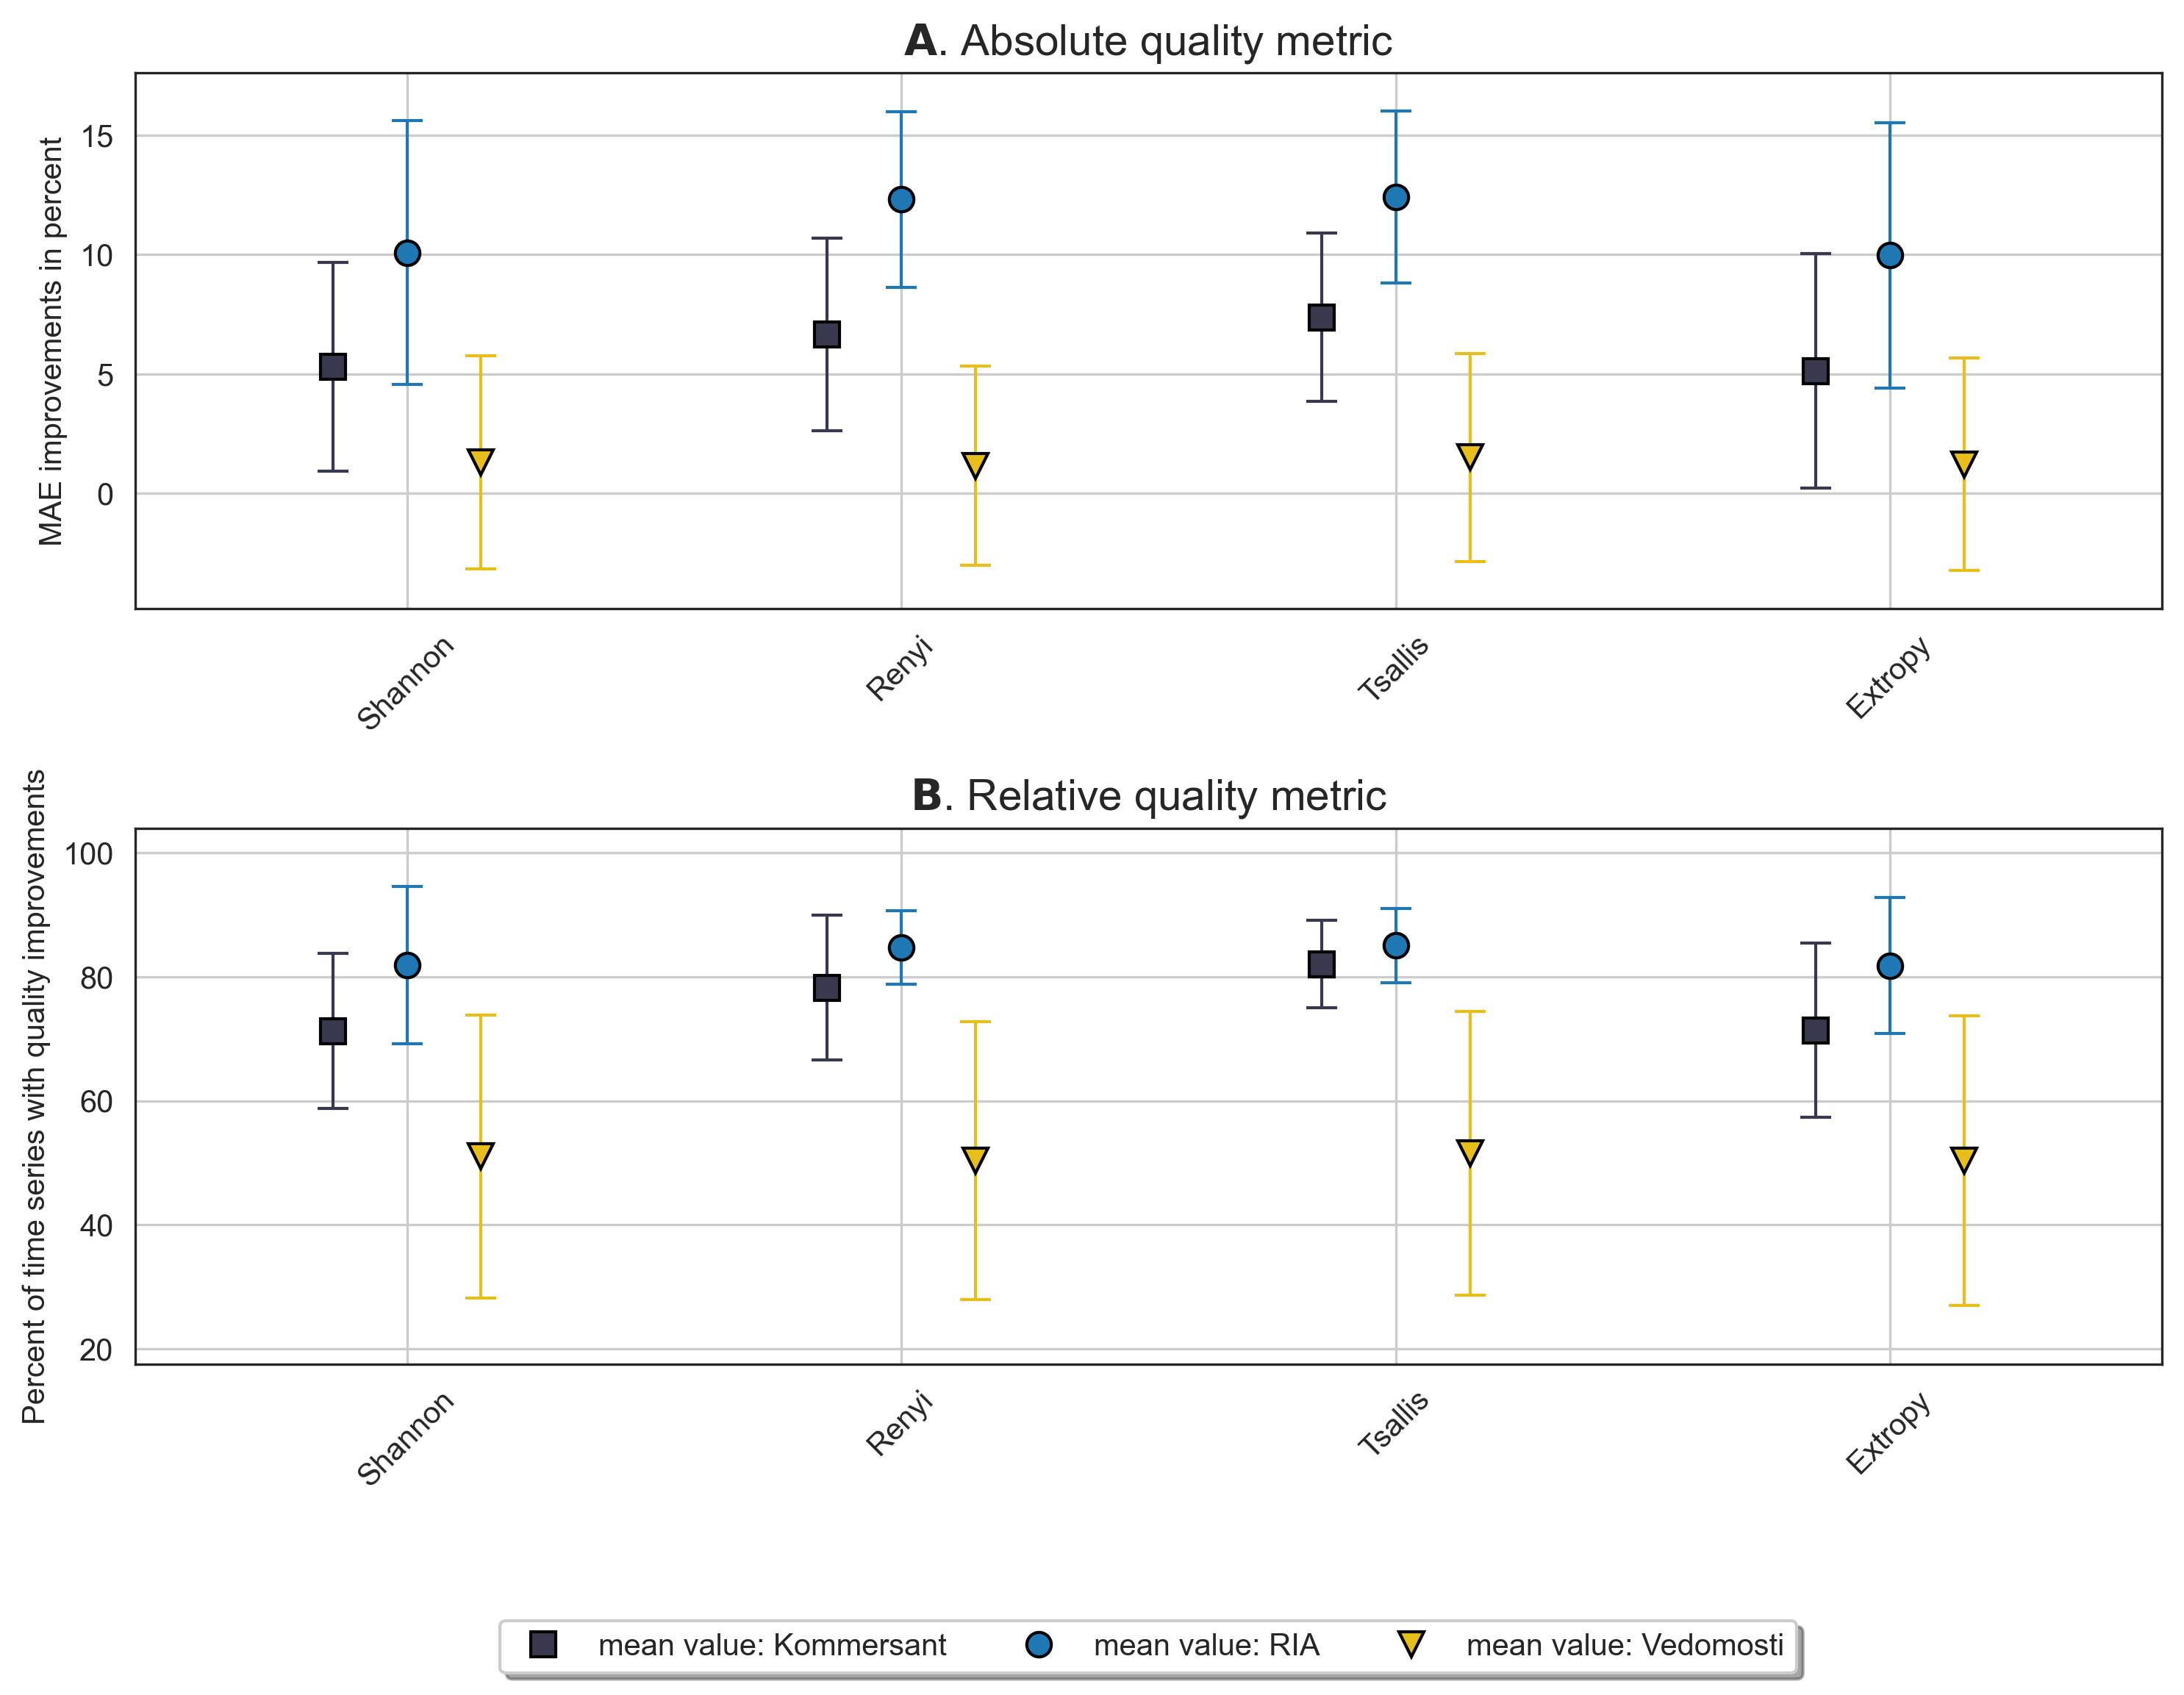 A. Absolute quality metric
MAE improvements in percent
15
10
5
0
Shannon
Renyi
Tsallis
Extropy
B. Relative quality metric
Percent of time series with quality improvements
100
80
60
40
20
Shannon
Renyi
Tsallis
Extropy
mean value: Kommersant
mean value: RIA
mean value: Vedomosti